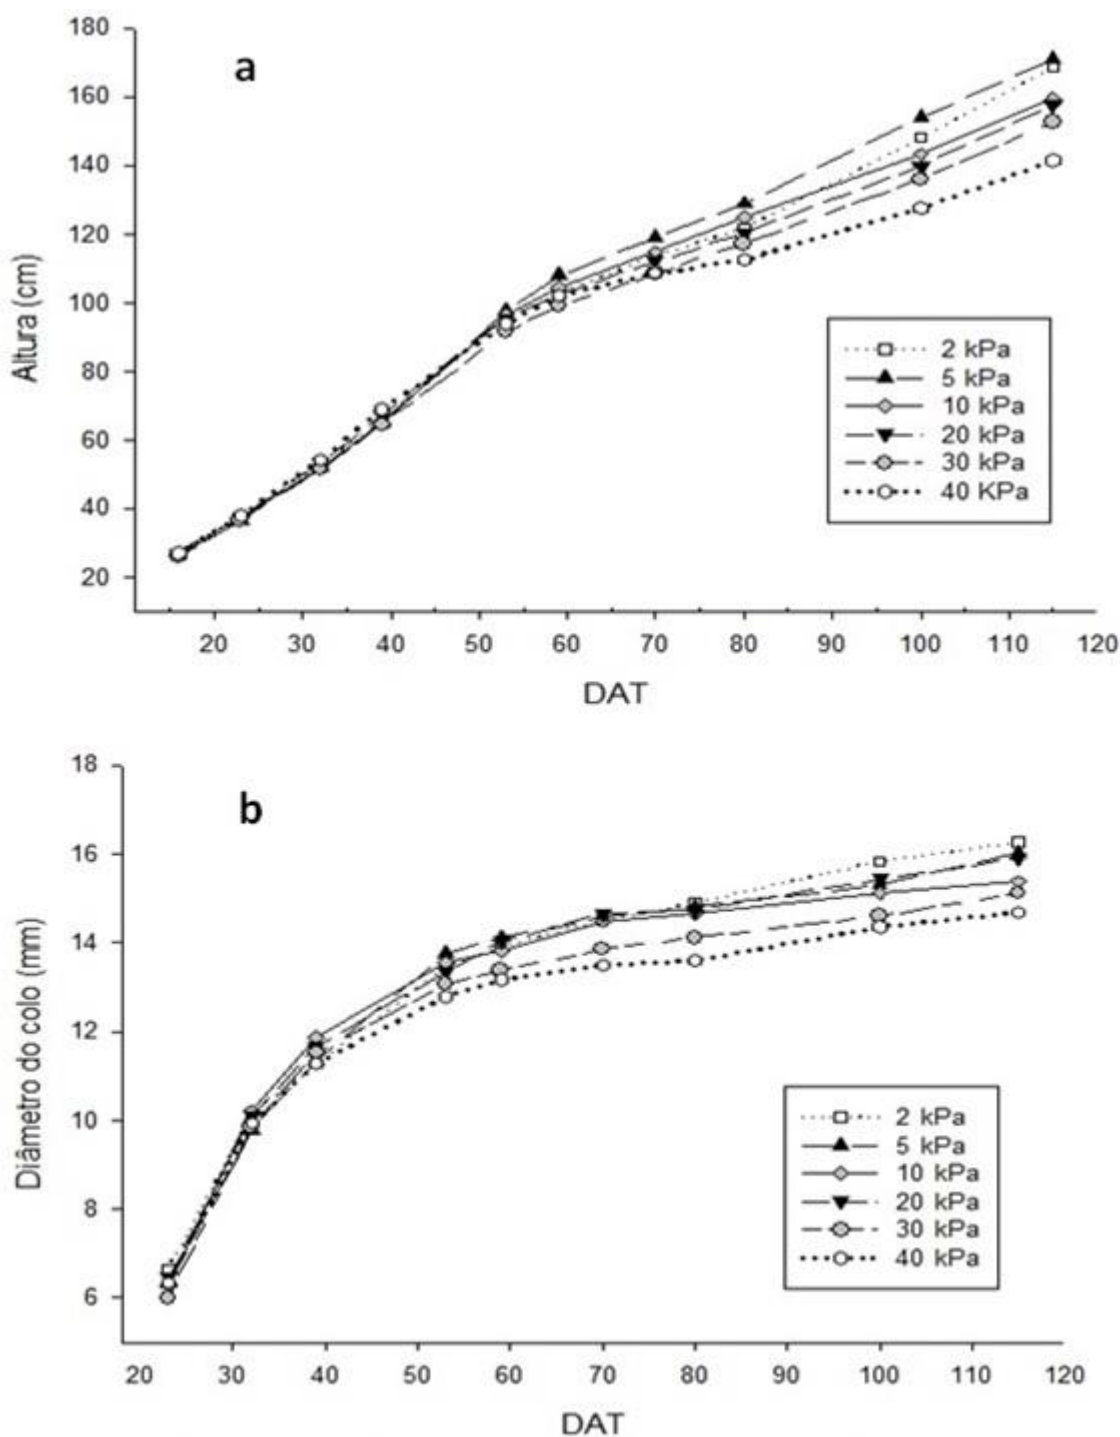 a
180
160
140
120
100
80
60
40
20
Altura (cm)
2 kPa
5 kPa
10 kPa
20 kPa
30 kPa
40 KPa
20 30 40 50 60 70 80 90 100 110 120
DAT
b
18
16
14
12
10
8
6
Diâmetro do colo (mm)
2 kPa
5 kPa
10 kPa
20 kPa
30 kPa
40 kPa
20 30 40 50 60 70 80 90 100 110 120
DAT